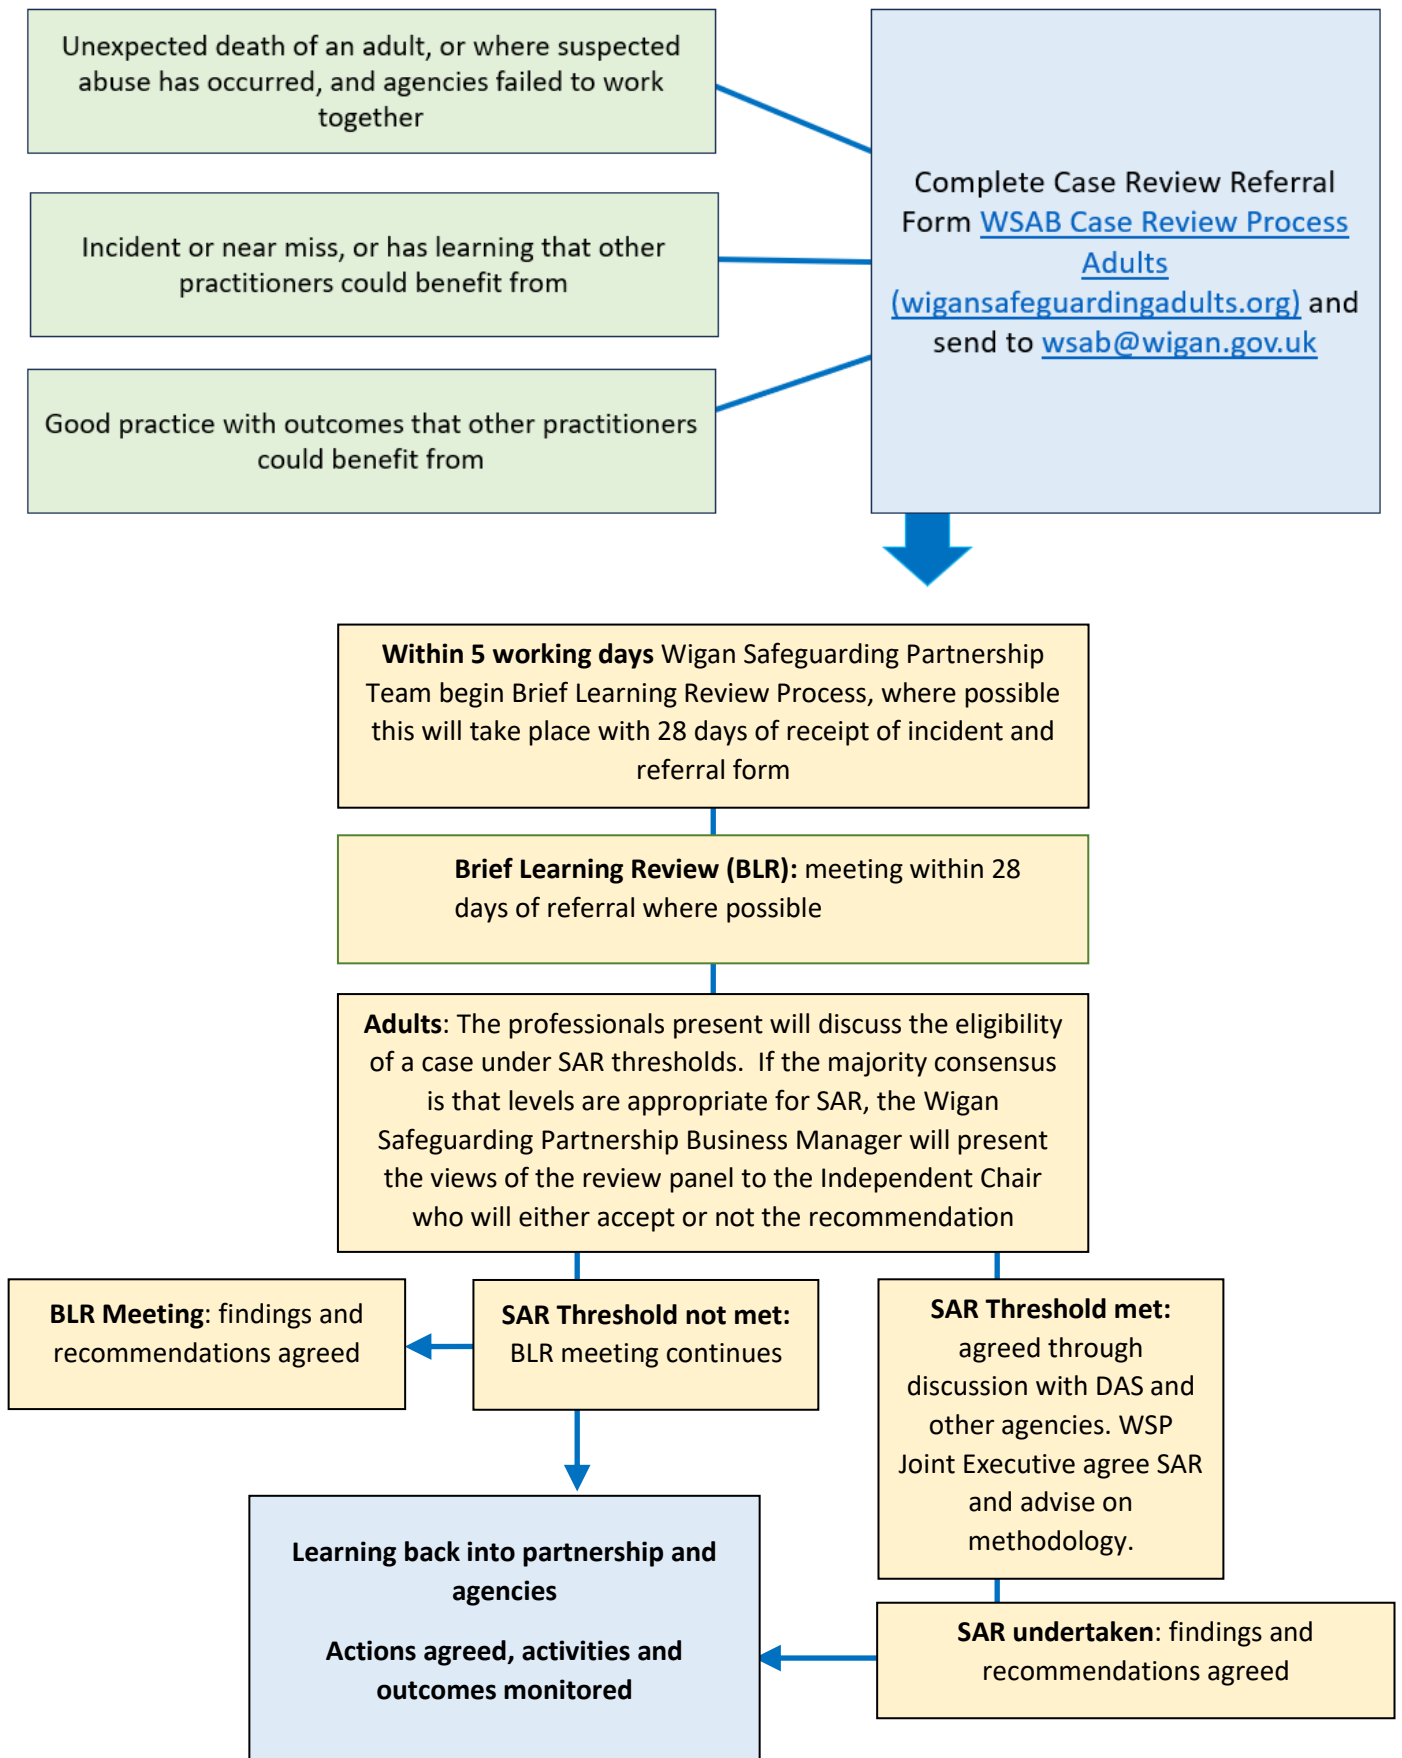 Unexpected death of an adult, or where suspected
abuse has occurred, and agencies failed to work
together
Incident or near miss, or has learning that other
practitioners could benefit from
Good practice with outcomes that other practitioners
could benefit from
Complete Case Review Referral
Form WSAB Case Review Process
Adults
(wigansafeguardingadults.org) and
send to wsab@wigan.gov.uk
Within 5 working days Wigan Safeguarding Partnership
Team begin Brief Learning Review Process, where possible
this will take place with 28 days of receipt of incident and
referral form
Brief Learning Review (BLR): meeting within 28
days of referral where possible
Adults: The professionals present will discuss the eligibility
of a case under SAR thresholds. If the majority consensus
is that levels are appropriate for SAR, the Wigan
Safeguarding Partnership Business Manager will present
the views of the review panel to the Independent Chair
who will either accept or not the recommendation
BLR Meeting: findings and
recommendations agreed
SAR Threshold not met:
BLR meeting continues
SAR Threshold met:
agreed through
discussion with DAS and
other agencies. WSP
Joint Executive agree SAR
and advise on
methodology.
Learning back into partnership and
agencies
Actions agreed, activities and
outcomes monitored
SAR undertaken: findings and
recommendations agreed